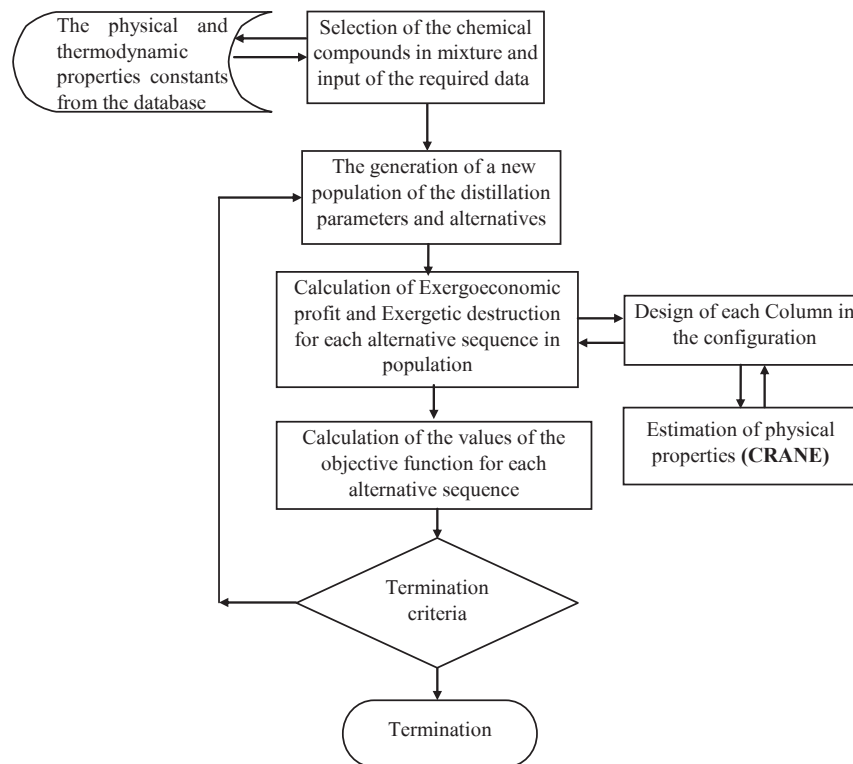 The physical and
thermodynamic
properties constants
from the database
Selection of the chemical
compounds in mixture and
input of the required data
The generation of a new
population of the distillation
parameters and alternatives
Calculation of Exergoeconomic
profit and Exergetic destruction
for each alternative sequence in
population
Design of each Column in
the configuration
Estimation of physical
properties (CRANE)
Calculation of the values of the
objective function for each
alternative sequence
Termination
criteria
Termination